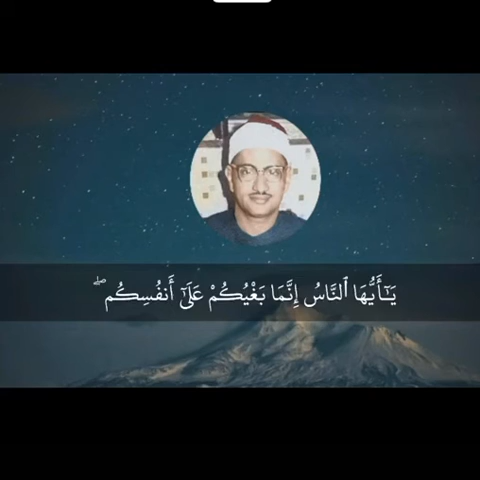 يَـٰٓأَيُّهَا ٱلنَّاسُ إِنَّمَا بَغْيُكُمْ عَلَىٰٓ أَنفُسِكُم ۖ